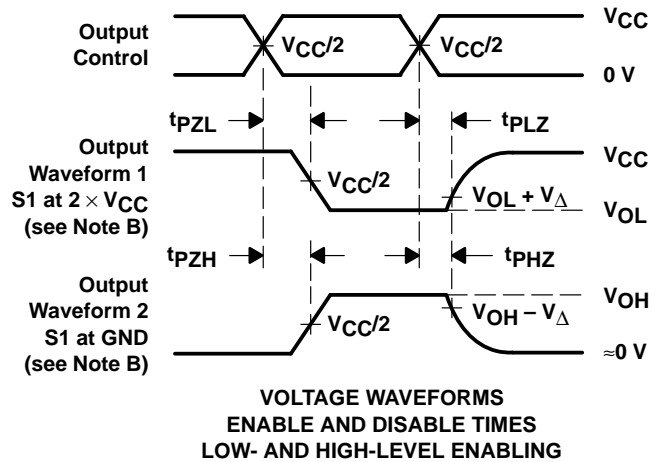 Output
Control
VCC/2
VCC/2
VCC
0 V
tPZL
tPLZ
Output
Waveform 1
S1 at 2 × VCC
(see Note B)
VCC/2
VOL + VΔ
VCC
VOL
tPZH
tPHZ
Output
Waveform 2
S1 at GND
(see Note B)
VCC/2
VOH − VΔ
VOH
≈0 V
VOLTAGE WAVEFORMS
ENABLE AND DISABLE TIMES
LOW- AND HIGH-LEVEL ENABLING